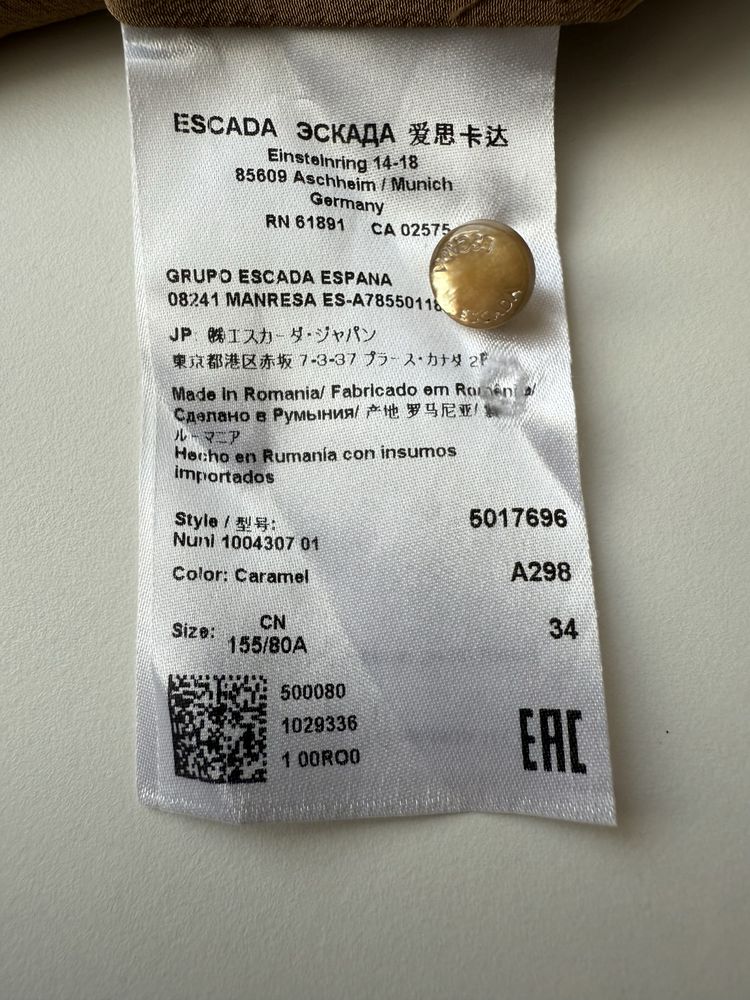 ESCADA ЭСКАДА 爱思卡达
Einsteinring 14-18
85609 Aschheim / Munich
Germany
RN 61891 CA 02575
ESCADA
GRUPO ESCADA ESPANA
08241 MANRESA ES-A7855011
JP ㈱エスカーダ・ジャパン
東京都港区赤坂 7-3-37 プラース・カナダ
Made in Romania/ Fabricado em
Сделано в Румыния/ 产地 罗马尼亚/
ルーマニア
Hecho en Rumanía con insumos
importados
Style / 型号: 5017696
Nuni 1004307 01
Color: Caramel A298
Size: CN 34
155/80A
500080
1029336
1 00RO0
EAC